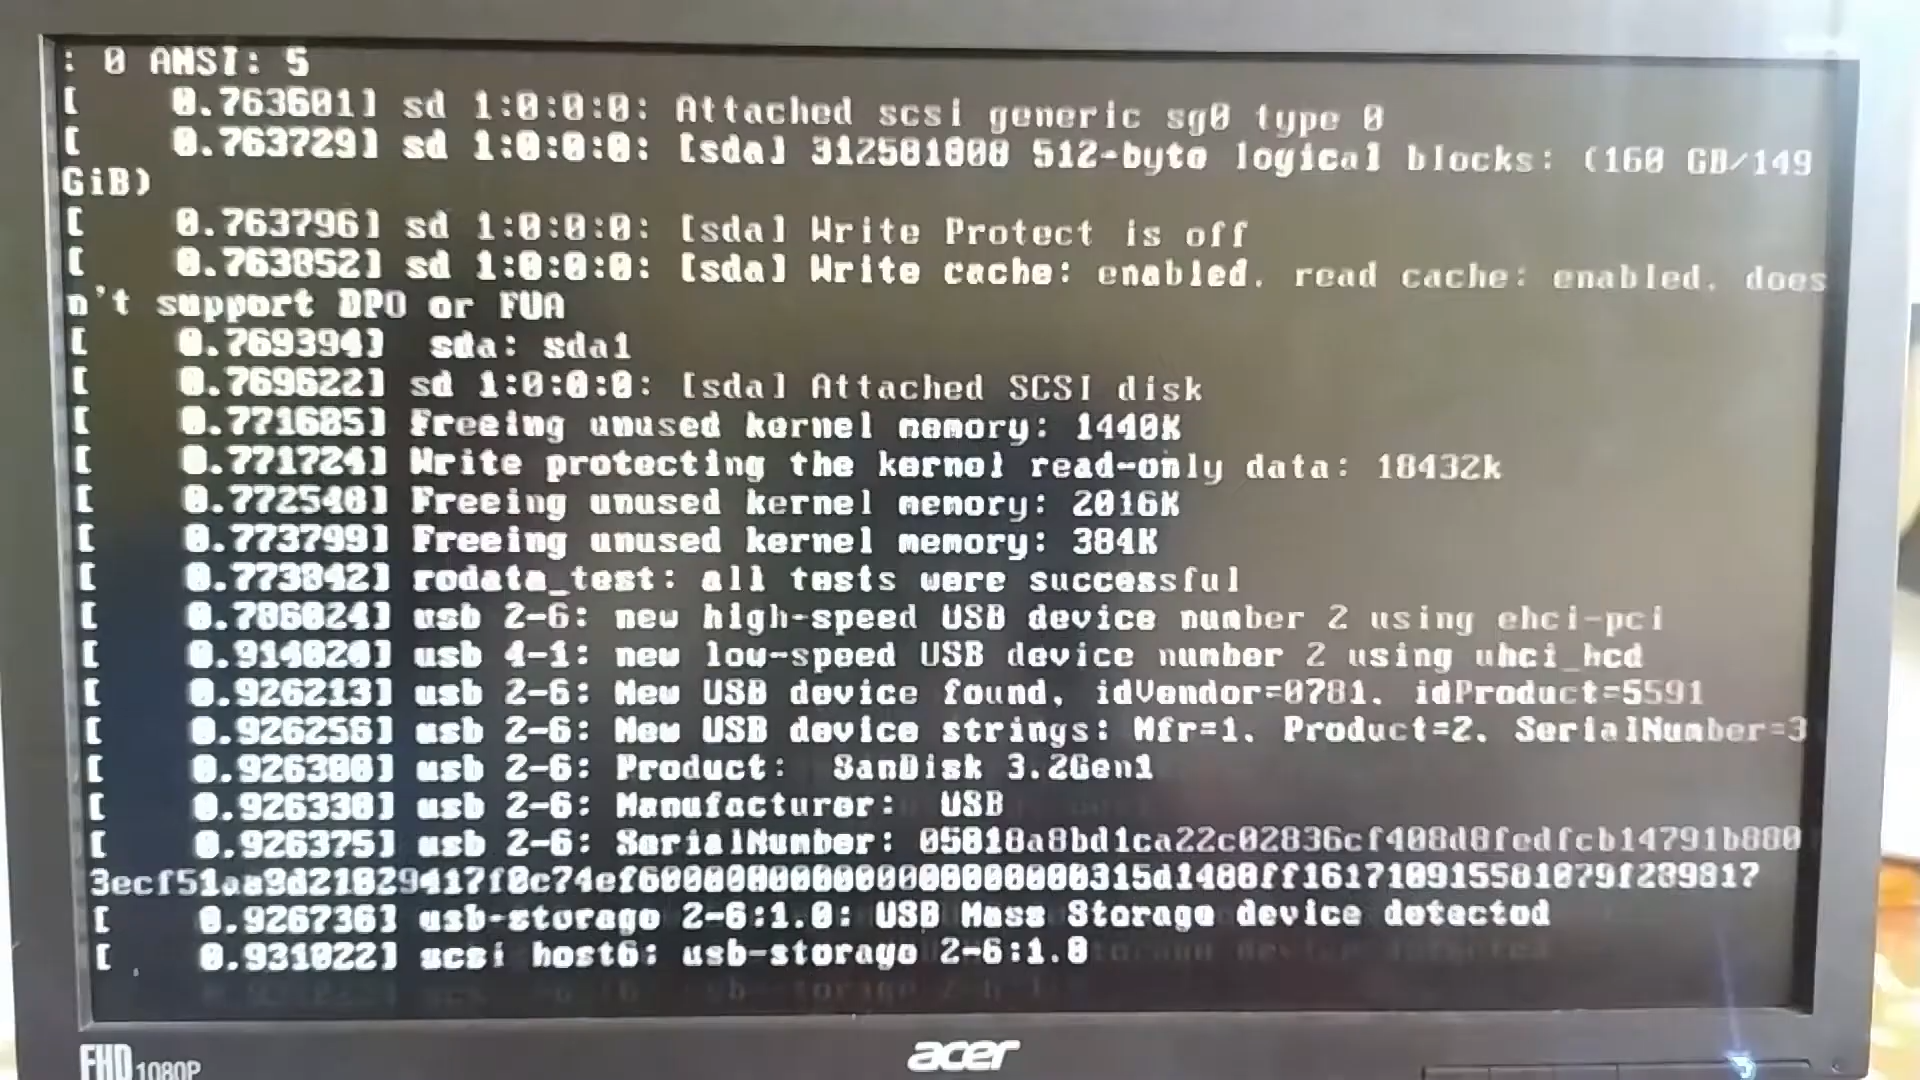 : 0 ANSI: 5
[    0.763601] sd 1:0:0:0: Attached scsi generic sg0 type 0
[    0.763729] sd 1:0:0:0: [sda] 312581808 512-byte logical blocks: (160 GB/149
GiB)
[    0.763796] sd 1:0:0:0: [sda] Write Protect is off
[    0.763852] sd 1:0:0:0: [sda] Write cache: enabled, read cache: enabled, does
n't support DPO or FUA
[    0.769394]  sda: sda1
[    0.769622] sd 1:0:0:0: [sda] Attached SCSI disk
[    0.771685] Freeing unused kernel memory: 1440K
[    0.771724] Write protecting the kernel read-only data: 18432k
[    0.772548] Freeing unused kernel memory: 2016K
[    0.773799] Freeing unused kernel memory: 384K
[    0.773842] rodata_test: all tests were successful
[    0.786024] usb 2-6: new high-speed USB device number 2 using ehci-pci
[    0.914020] usb 4-1: new low-speed USB device number 2 using uhci_hcd
[    0.926213] usb 2-6: New USB device found, idVendor=0781, idProduct=5591
[    0.926256] usb 2-6: New USB device strings: Mfr=1, Product=2, SerialNumber=3
[    0.926300] usb 2-6: Product:  SanDisk 3.2Gen1
[    0.926338] usb 2-6: Manufacturer:  USB
[    0.926375] usb 2-6: SerialNumber:
[    0.926736] usb-storage 2-6:1.0: USB Mass Storage device detected
[    0.931022] scsi host6: usb-storage 2-6:1.0
FHD 1080P
acer